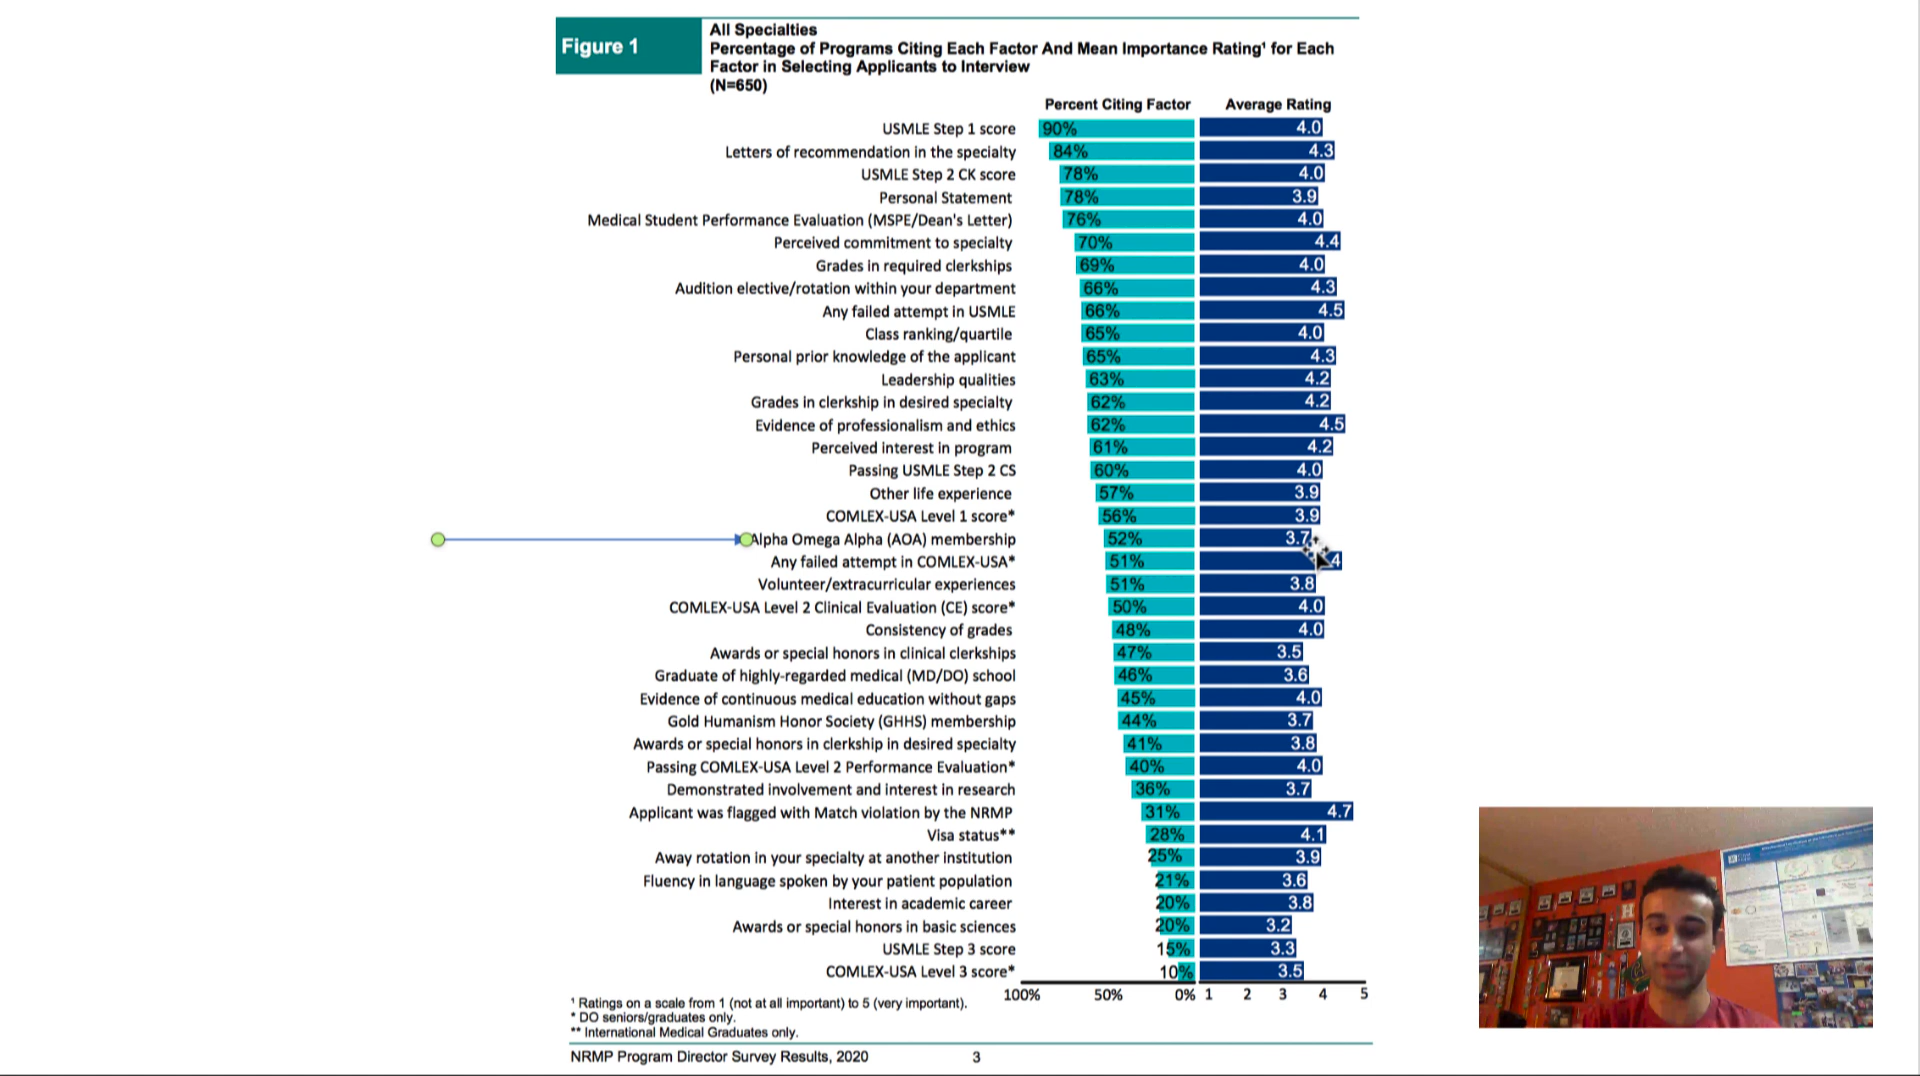 Figure 1
All Specialties
Percentage of Programs Citing Each Factor And Mean Importance Rating¹ for Each
Factor in Selecting Applicants to Interview
(N=650)
Percent Citing Factor Average Rating
USMLE Step 1 score 90% 4.0
Letters of recommendation in the specialty 84% 4.3
USMLE Step 2 CK score 78% 4.0
Personal Statement 78% 3.9
Medical Student Performance Evaluation (MSPE/Dean's Letter) 76% 4.0
Perceived commitment to specialty 70% 4.4
Grades in required clerkships 69% 4.0
Audition elective/rotation within your department 66% 4.3
Any failed attempt in USMLE 66% 4.5
Class ranking/quartile 65% 4.0
Personal prior knowledge of the applicant 65% 4.3
Leadership qualities 63% 4.2
Grades in clerkship in desired specialty 62% 4.2
Evidence of professionalism and ethics 62% 4.5
Perceived interest in program 61% 4.2
Passing USMLE Step 2 CS 60% 4.0
Other life experience 57% 3.9
COMLEX-USA Level 1 score* 56% 3.9
Alpha Omega Alpha (AOA) membership 52% 3.7
Any failed attempt in COMLEX-USA* 51%
Volunteer/extracurricular experiences 51% 3.8
COMLEX-USA Level 2 Clinical Evaluation (CE) score* 50% 4.0
Consistency of grades 48% 4.0
Awards or special honors in clinical clerkships 47% 3.5
Graduate of highly-regarded medical (MD/DO) school 46% 3.6
Evidence of continuous medical education without gaps 45% 4.0
Gold Humanism Honor Society (GHHS) membership 44% 3.7
Awards or special honors in clerkship in desired specialty 41% 3.8
Passing COMLEX-USA Level 2 Performance Evaluation* 40% 4.0
Demonstrated involvement and interest in research 36% 3.7
Applicant was flagged with Match violation by the NRMP 31% 4.7
Visa status** 28% 4.1
Away rotation in your specialty at another institution 25% 3.9
Fluency in language spoken by your patient population 21% 3.6
Interest in academic career 20% 3.8
Awards or special honors in basic sciences 20% 3.2
USMLE Step 3 score 15% 3.3
COMLEX-USA Level 3 score* 10% 3.5
100% 50% 0% 1 2 3 4 5
¹ Ratings on a scale from 1 (not at all important) to 5 (very important).
* DO seniors/graduates only.
** International Medical Graduates only.
NRMP Program Director Survey Results, 2020 3